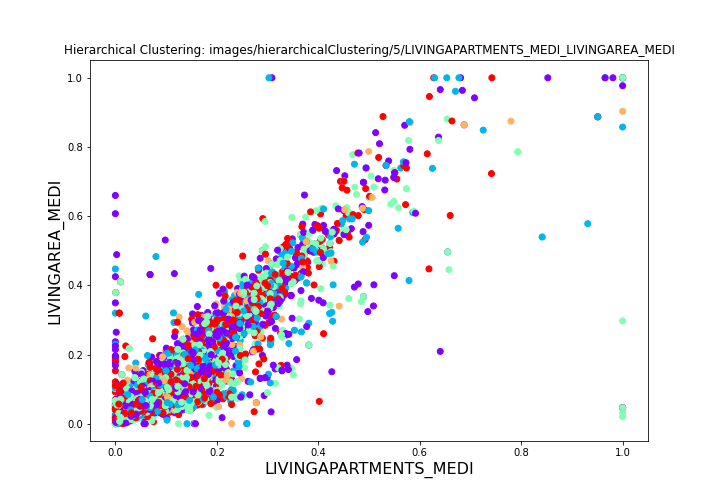 Hierarchical Clustering: images/hierarchicalClustering/5/LIVINGAPARTMENTS_MEDI_LIVINGAREA_MEDI
1.0
0.8
0.6
0.4
0.2
0.0
LIVINGAREA_MEDI
0.0 0.2 0.4 0.6 0.8 1.0
LIVINGAPARTMENTS_MEDI